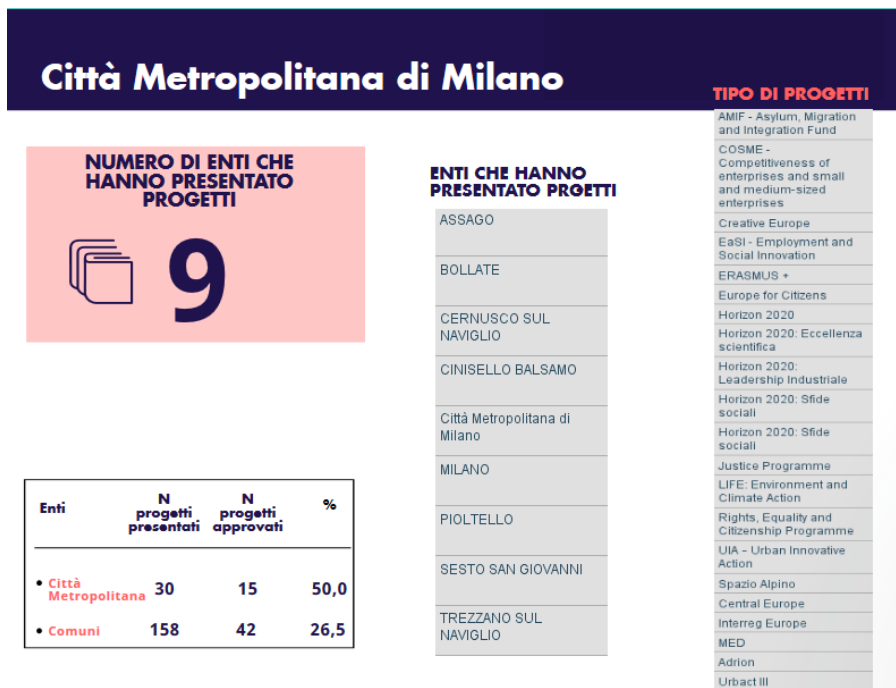 Città Metropolitana di Milano
NUMERO DI ENTI CHE
HANNO PRESENTATO
PROGETTI
9
Enti
N
progetti
presentati
N
progetti
approvati
%
• Città
Metropolitana
30
15
50,0
• Comuni
158
42
26,5
ENTI CHE HANNO
PRESENTATO PRGETTI
ASSAGO
BOLLATE
CERNUSCO SUL
NAVIGLIO
CINISELLO BALSAMO
Città Metropolitana di
Milano
MILANO
PIOLTELLO
SESTO SAN GIOVANNI
TREZZANO SUL
NAVIGLIO
TIPO DI PROGETTI
AMIF - Asylum, Migration
and Integration Fund
COSME -
Competitiveness of
enterprises and small
and medium-sized
enterprises
Creative Europe
EaSI - Employment and
Social Innovation
ERASMUS +
Europe for Citizens
Horizon 2020
Horizon 2020: Eccellenza
scientifica
Horizon 2020:
Leadership Industriale
Horizon 2020: Sfide
sociali
Horizon 2020: Sfide
sociali
Justice Programme
LIFE: Environment and
Climate Action
Rights, Equality and
Citizenship Programme
UIA – Urban Innovative
Action
Spazio Alpino
Central Europe
Interreg Europe
MED
Adrion
Urbact III